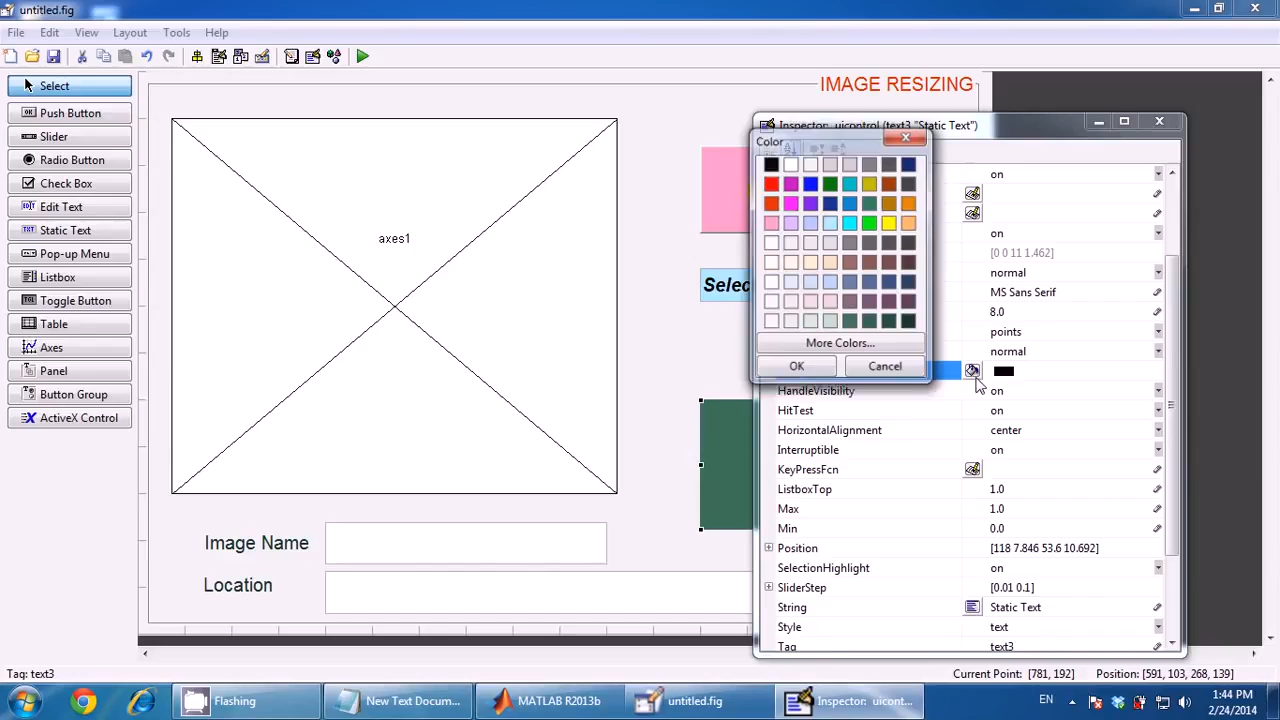 untitled.fig
File Edit View Layout Tools Help
Select
Push Button
Slider
Radio Button
Check Box
Edit Text
Static Text
Pop-up Menu
Listbox
Toggle Button
Table
Axes
Panel
Button Group
ActiveX Control
IMAGE RESIZING
axes1
Selec
Image Name
Location
Inspector: uicontrol (text3 "Static Text")
Color
More Colors...
OK Cancel
on
on
[0 0 11 1.462]
normal
MS Sans Serif
8.0
points
normal
HandleVisibility on
HitTest on
HorizontalAlignment center
Interruptible on
KeyPressFcn
ListboxTop 1.0
Max 1.0
Min 0.0
Position [118 7.846 53.6 10.692]
SelectionHighlight on
SliderStep [0.01 0.1]
String Static Text
Style text
Tag text3
Tag: text3
Current Point: [781, 192] Position: [591, 103, 268, 139]
Flashing
New Text Docum...
MATLAB R2013b
untitled.fig
Inspector: uicont...
EN
1:44 PM
2/24/2014